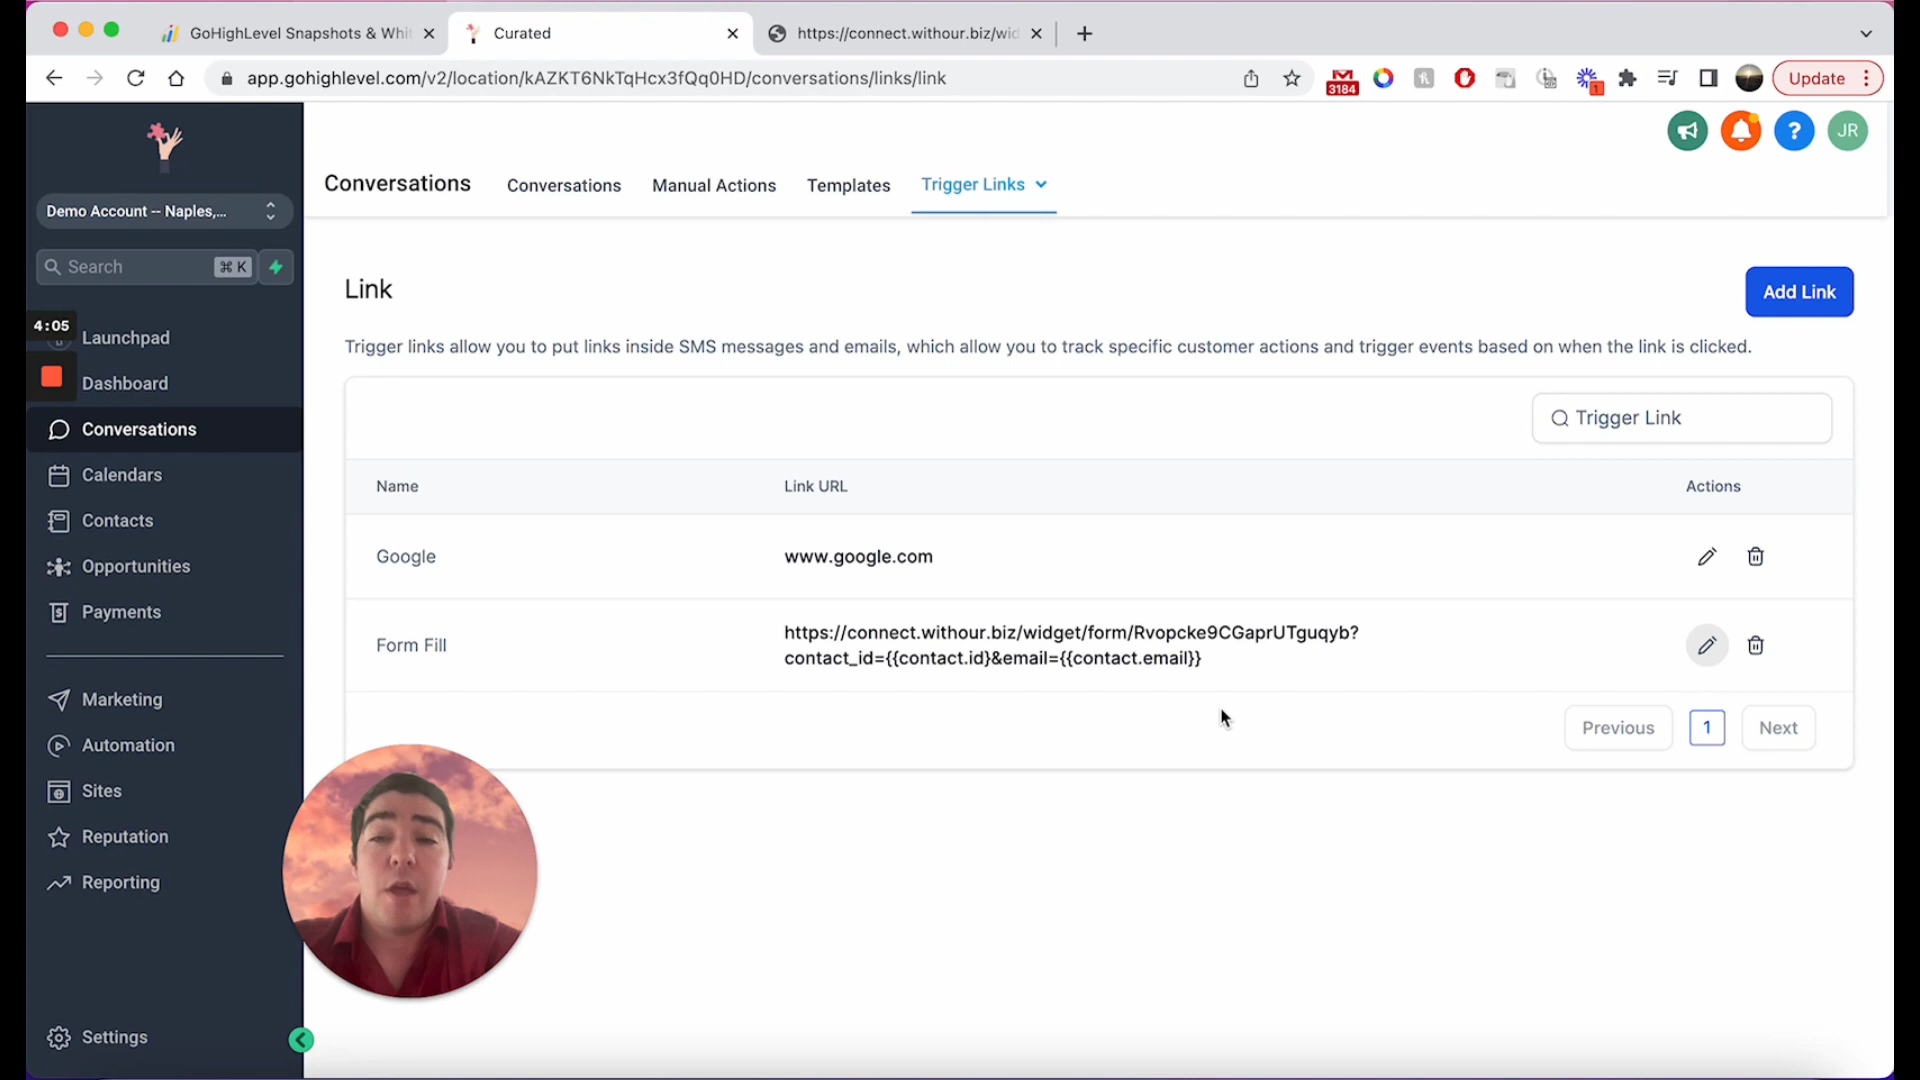 GoHighLevel Snapshots & Whi
Curated
https://connect.withour.biz/wid
app.gohighlevel.com/v2/location/kAZKT6NkTqHcx3fQq0HD/conversations/links/link
3184
1
Update
JR
Conversations
Conversations
Manual Actions
Templates
Trigger Links
Demo Account -- Naples,...
Search
⌘ K
4:05
Launchpad
Dashboard
Conversations
Calendars
Contacts
Opportunities
Payments
Marketing
Automation
Sites
Reputation
Reporting
Settings
Link
Add Link
Trigger links allow you to put links inside SMS messages and emails, which allow you to track specific customer actions and trigger events based on when the link is clicked.
Trigger Link
Name
Link URL
Actions
Google
www.google.com
Form Fill
https://connect.withour.biz/widget/form/Rvopcke9CGaprUTguqyb?
contact_id={{contact.id}&email={{contact.email}}
Previous
1
Next